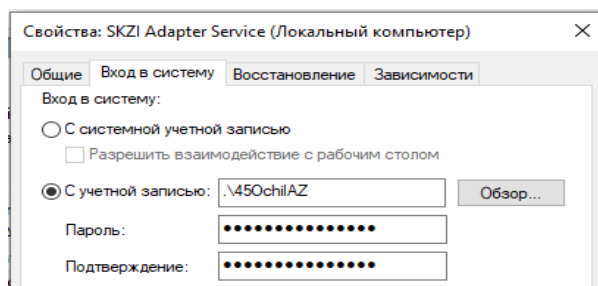 Свойства: SKZI Adapter Service (Локальный компьютер)
Общие Вход в систему Восстановление Зависимости
Вход в систему:
С системной учетной записью
Разрешить взаимодействие с рабочим столом
С учетной записью: .\45OchilAZ Обзор...
Пароль: •••••••••••••••
Подтверждение: •••••••••••••••